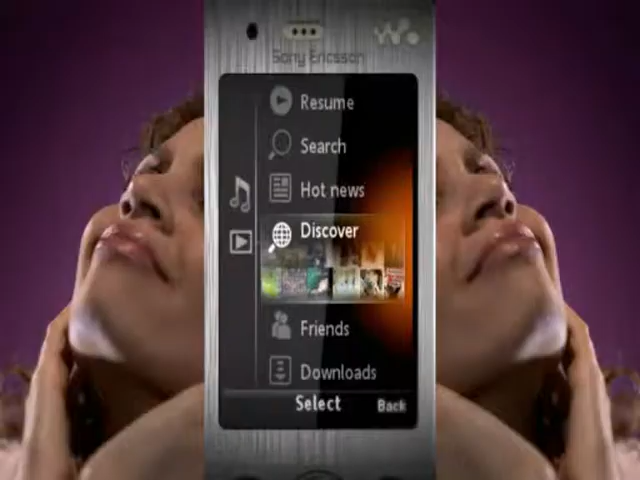 Sony Ericsson
Resume
Search
Hot news
Discover
Friends
Downloads
Select
Back